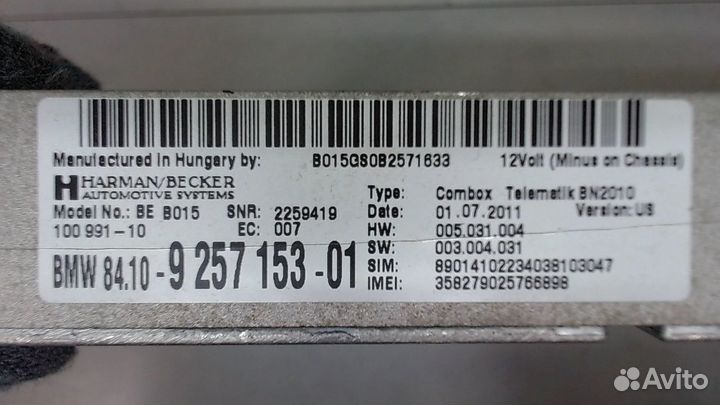 Manufactured in Hungary by: B015GS0B2571633 12Volt (Minus on Chassis)
HARMAN/BECKER
AUTOMOTIVE SYSTEMS
Type: Combox Telematik BN2010
Model No.: BE B015 SNR: 2259419 Date: 01.07.2011 Version: US
100 991-10 EC: 007 HW: 005.031.004
SW: 003.004.031
BMW 84.10-9 257 153-01 SIM: 89014102234038103047
IMEI: 358279025766898
Avito